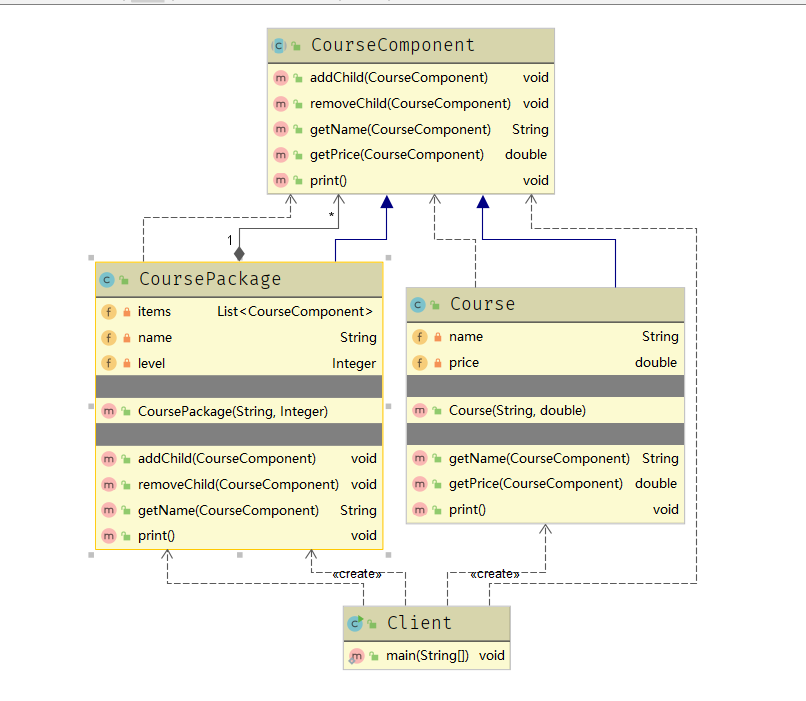 CourseComponent
addChild(CourseComponent) void
removeChild(CourseComponent) void
getName(CourseComponent) String
getPrice(CourseComponent) double
print() void
*
1
CoursePackage
items List<CourseComponent>
name String
level Integer
CoursePackage(String, Integer)
addChild(CourseComponent) void
removeChild(CourseComponent) void
getName(CourseComponent) String
print() void
Course
name String
price double
Course(String, double)
getName(CourseComponent) String
getPrice(CourseComponent) double
print() void
«create»
«create»
Client
main(String[]) void